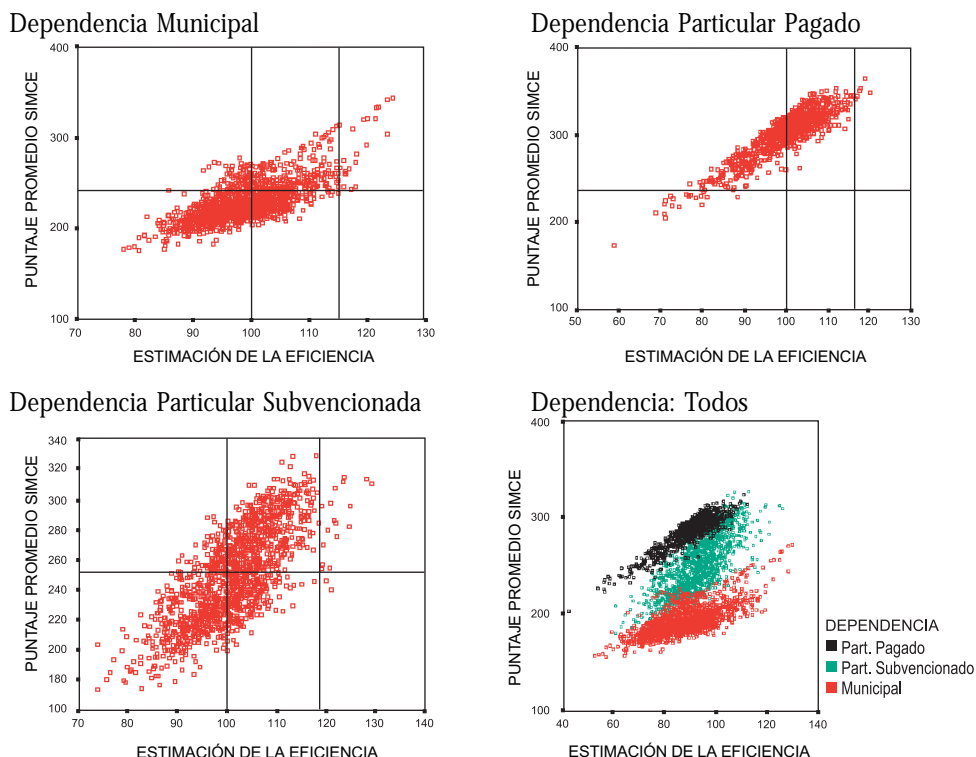 Dependencia Municipal
PUNTAJE PROMEDIO SIMCE
400
300
200
100
70 80 90 100 110 120 130
ESTIMACIÓN DE LA EFICIENCIA
Dependencia Particular Pagado
PUNTAJE PROMEDIO SIMCE
400
300
200
100
50 60 70 80 90 100 110 120 130
ESTIMACIÓN DE LA EFICIENCIA
Dependencia Particular Subvencionada
PUNTAJE PROMEDIO SIMCE
340
320
300
280
260
240
220
200
180
100
70 80 90 100 110 120 130 140
ESTIMACIÓN DE LA EFICIENCIA
Dependencia: Todos
PUNTAJE PROMEDIO SIMCE
400
300
200
100
40 60 80 100 120 140
ESTIMACIÓN DE LA EFICIENCIA
DEPENDENCIA
Part. Pagado
Part. Subvencionado
Municipal